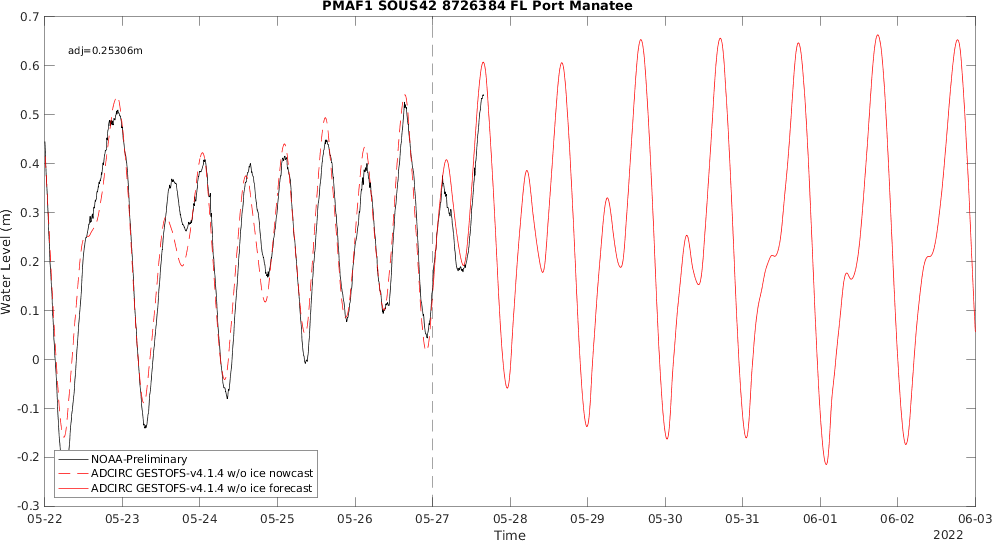 PMAF1 SOUS42 8726384 FL Port Manatee
0.7
adj=0.25306m
0.6
0.5
0.4
0.3
0.2
0.1
0
-0.1
-0.2
-0.3
Water Level (m)
NOAA-Preliminary
ADCIRC GESTOFS-v4.1.4 w/o ice nowcast
ADCIRC GESTOFS-v4.1.4 w/o ice forecast
05-22 05-23 05-24 05-25 05-26 05-27 05-28 05-29 05-30 05-31 06-01 06-02 06-03
Time
2022